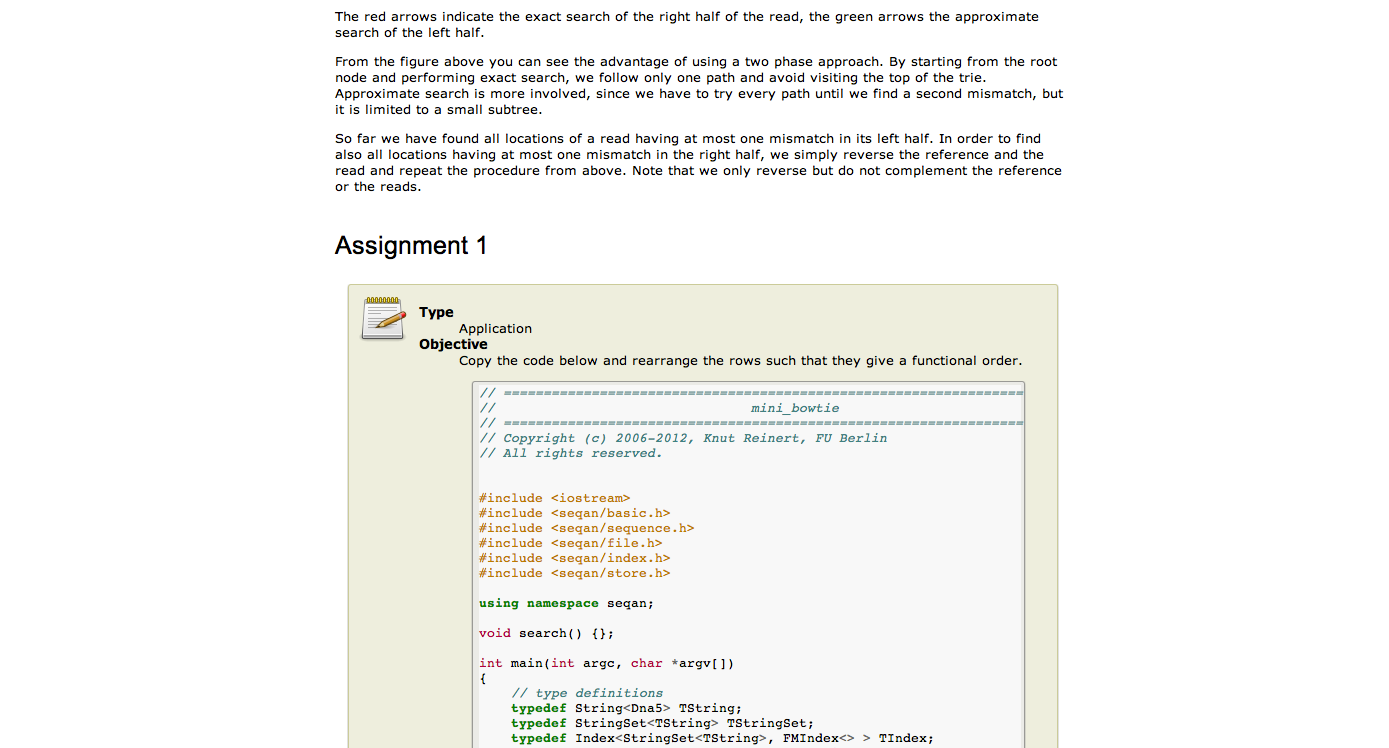 The red arrows indicate the exact search of the right half of the read, the green arrows the approximate
search of the left half.
From the figure above you can see the advantage of using a two phase approach. By starting from the root
node and performing exact search, we follow only one path and avoid visiting the top of the trie.
Approximate search is more involved, since we have to try every path until we find a second mismatch, but
it is limited to a small subtree.
So far we have found all locations of a read having at most one mismatch in its left half. In order to find
also all locations having at most one mismatch in the right half, we simply reverse the reference and the
read and repeat the procedure from above. Note that we only reverse but do not complement the reference
or the reads.
Assignment 1
Type
Application
Objective
Copy the code below and rearrange the rows such that they give a functional order.
// =================================================================
// mini_bowtie
// =================================================================
// Copyright (c) 2006-2012, Knut Reinert, FU Berlin
// All rights reserved.
#include <iostream>
#include <seqan/basic.h>
#include <seqan/sequence.h>
#include <seqan/file.h>
#include <seqan/index.h>
#include <seqan/store.h>
using namespace seqan;
void search() {};
int main(int argc, char *argv[])
{
// type definitions
typedef String<Dna5> TString;
typedef StringSet<TString> TStringSet;
typedef Index<StringSet<TString>, FMIndex<> > TIndex;